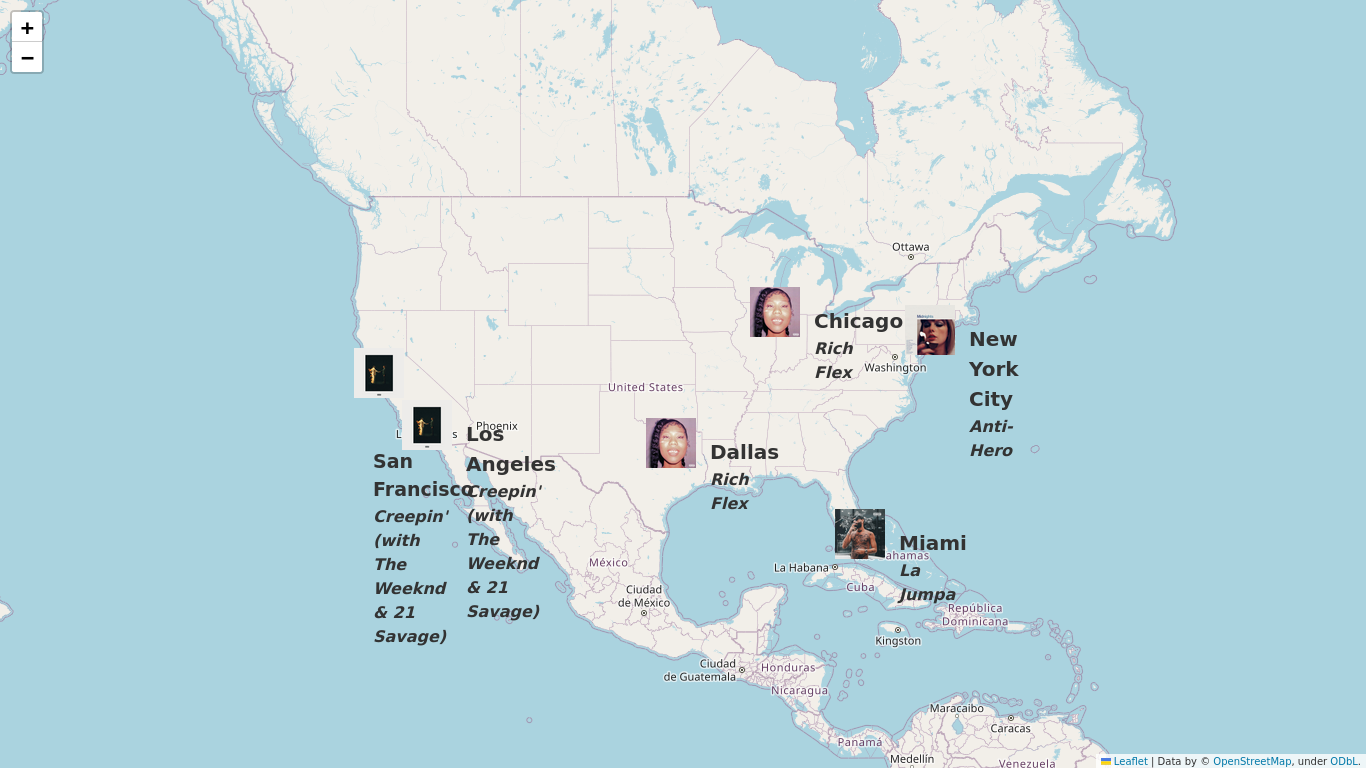 +
−
Ottawa
Chicago
Rich
Flex
Washington
New
York
City
Anti-
Hero
United States
Phoenix
L s
Los
Angeles
Creepin'
(with
The
Weeknd
& 21
Savage)
San
Francisco
Creepin'
(with
The
Weeknd
& 21
Savage)
Dallas
Rich
Flex
Miami
La
Jumpa
ahamas
La Habana
Cuba
México
Ciudad
de México
República
Dominicana
Kingston
Ciudad
de Guatemala
Honduras
Nicaragua
Maracaibo
Caracas
Panamá
Medellín
Venezuela
Leaflet | Data by © OpenStreetMap, under ODbL.